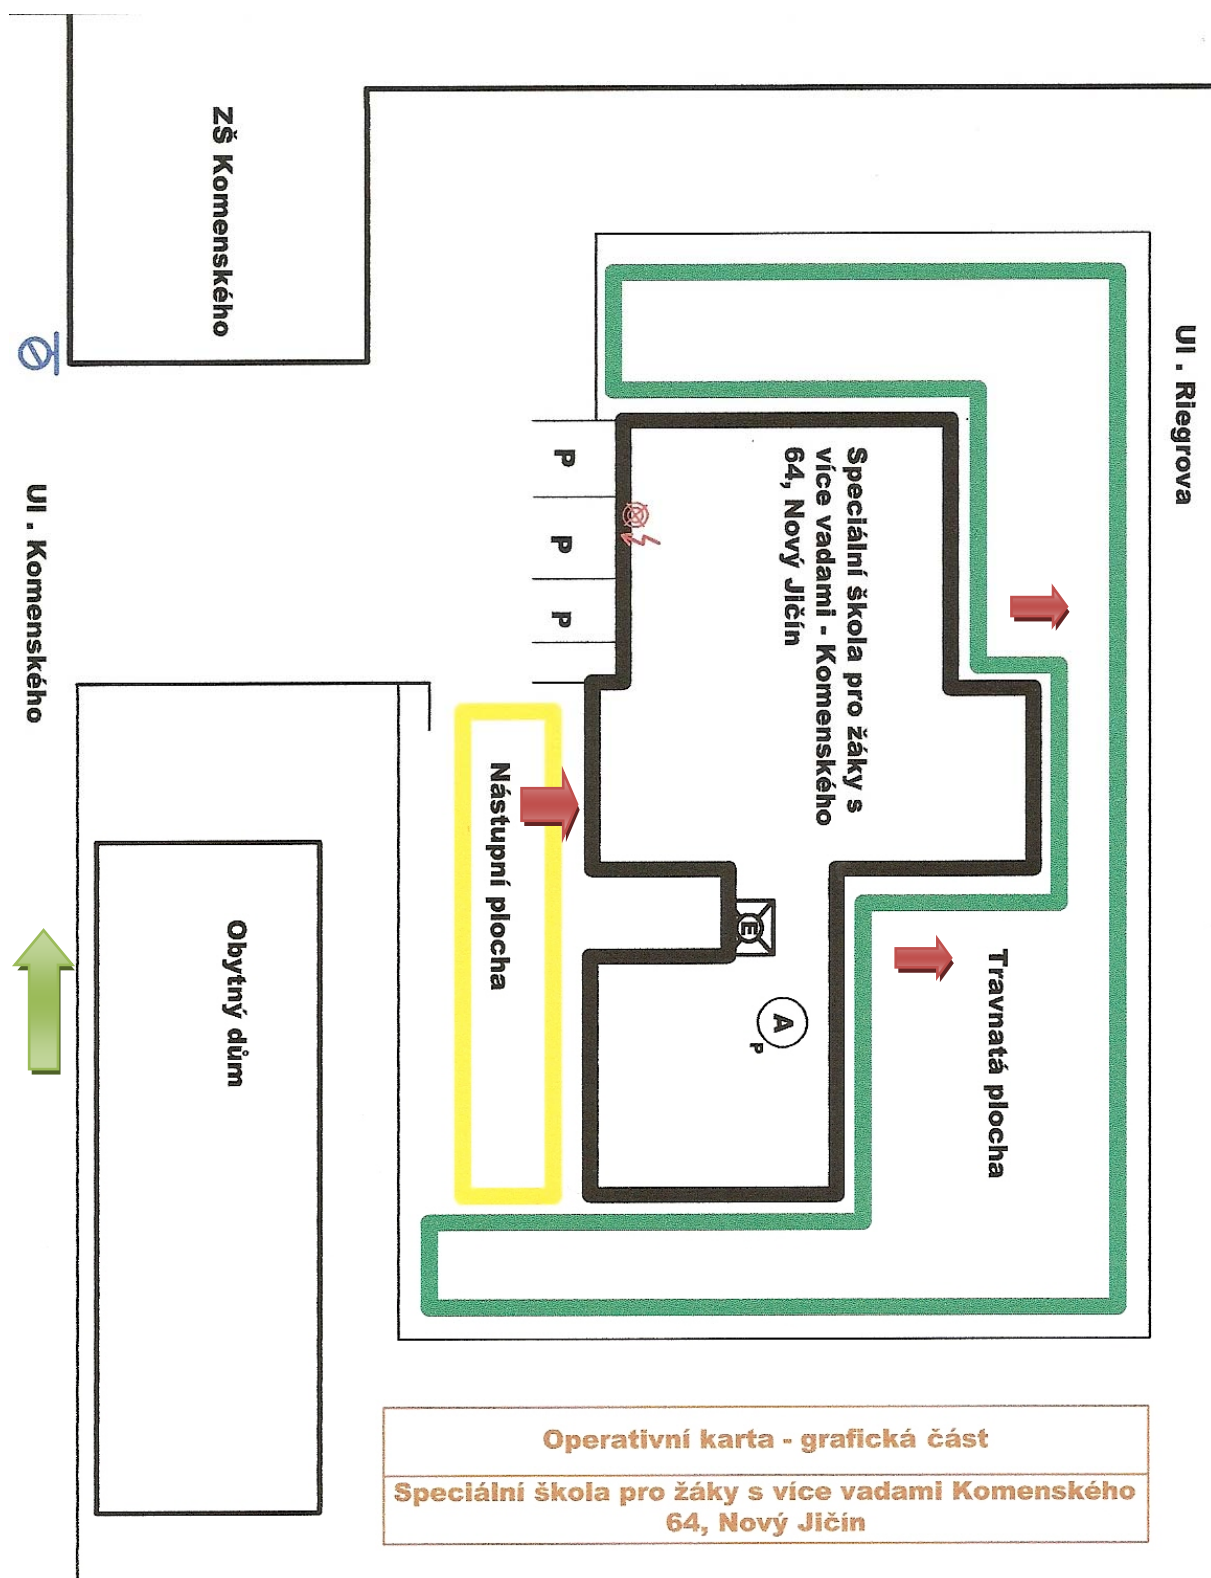 ZŠ Komenského
Ul . Riegrova
Speciální škola pro žáky s
více vadami - Komenského
64, Nový Jičín
P
P
P
Ul . Komenského
Nástupní plocha
E
A
P
Travnatá plocha
Obytný dům
Operativní karta - grafická část
Speciální škola pro žáky s více vadami Komenského
64, Nový Jičín